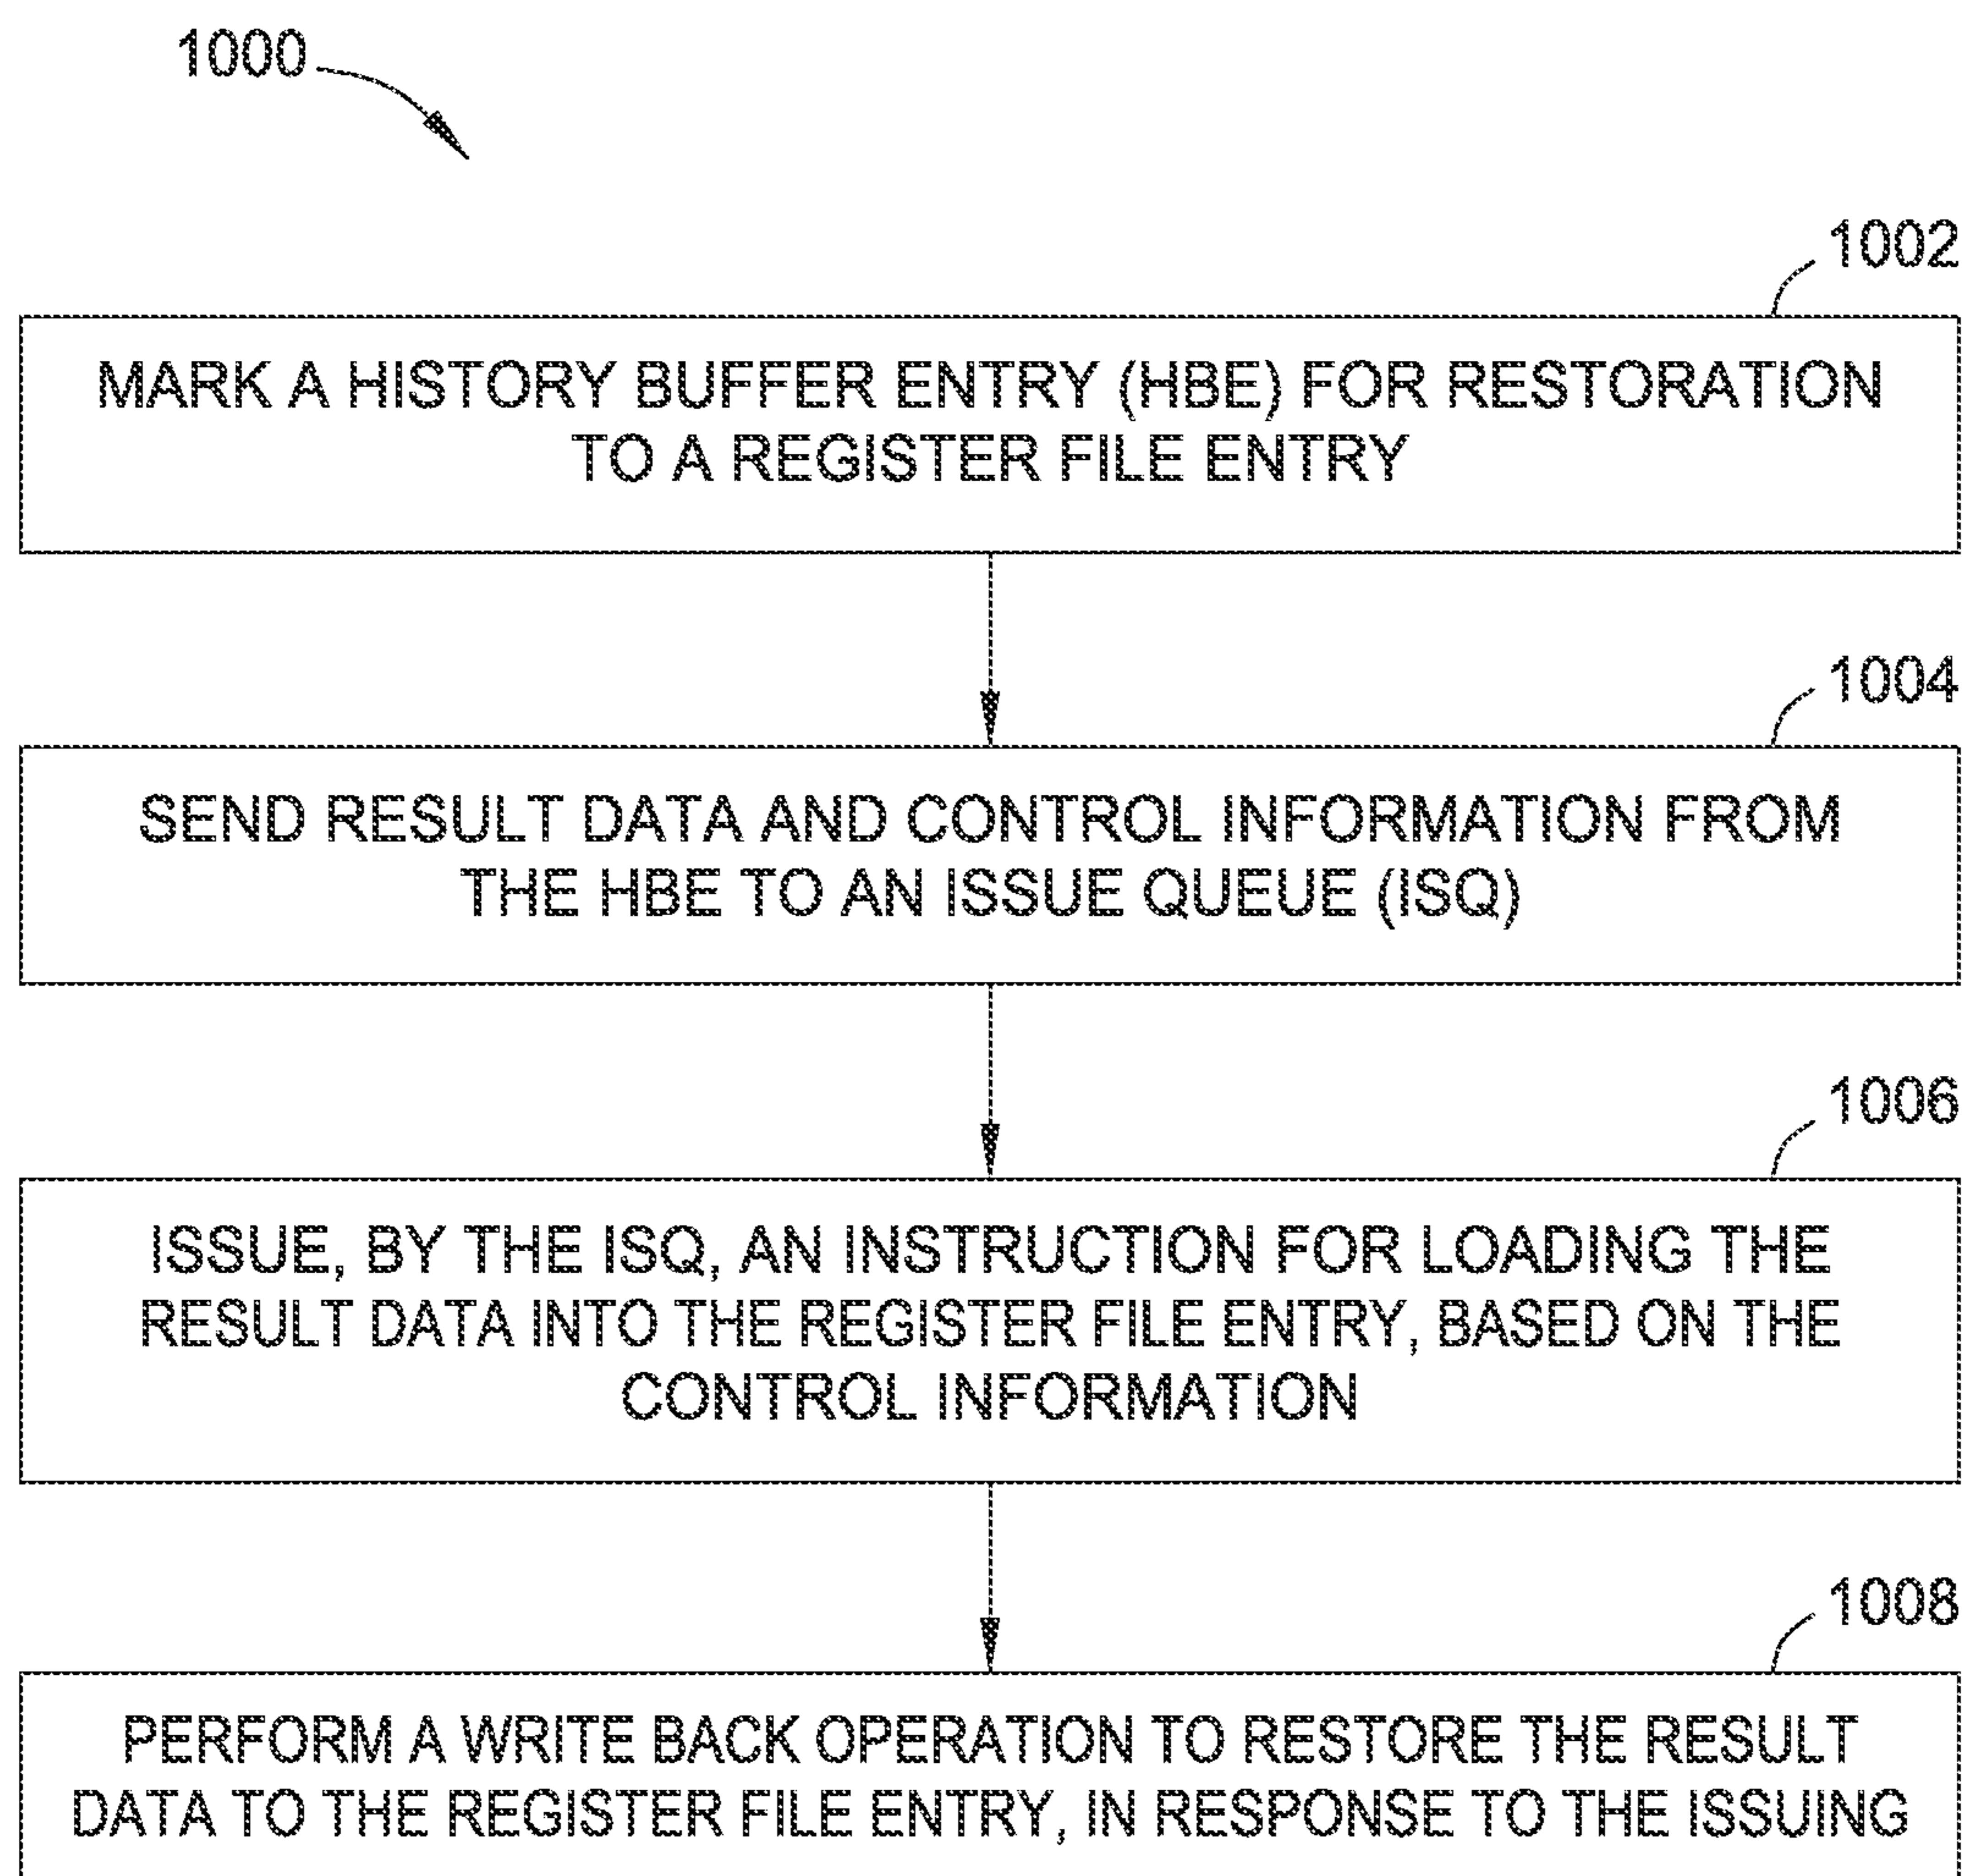 1000
1002
MARK A HISTORY BUFFER ENTRY (HBE) FOR RESTORATION
TO A REGISTER FILE ENTRY
1004
SEND RESULT DATA AND CONTROL INFORMATION FROM
THE HBE TO AN ISSUE QUEUE (ISQ)
1006
ISSUE, BY THE ISQ, AN INSTRUCTION FOR LOADING THE
RESULT DATA INTO THE REGISTER FILE ENTRY, BASED ON THE
CONTROL INFORMATION
1008
PERFORM A WRITE BACK OPERATION TO RESTORE THE RESULT
DATA TO THE REGISTER FILE ENTRY, IN RESPONSE TO THE ISSUING